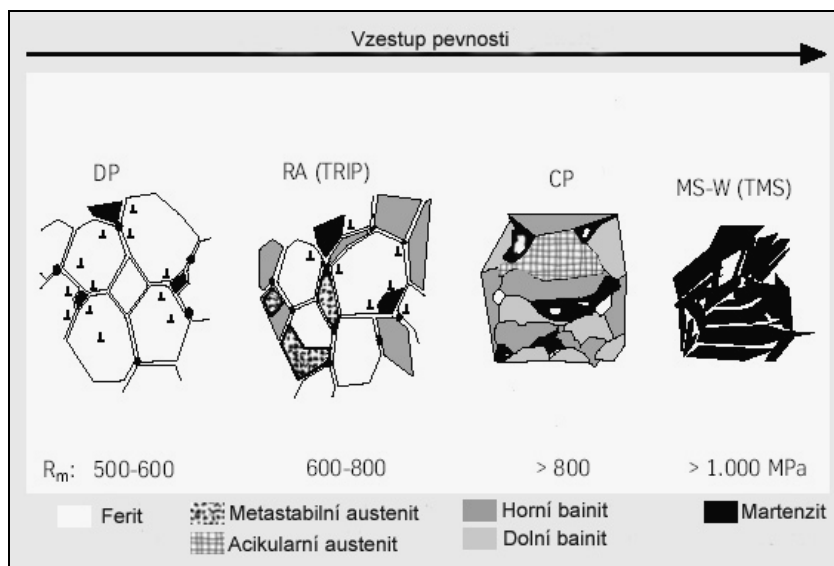 Vzestup pevnosti
DP RA (TRIP) CP MS-W (TMS)
Rm: 500-600 600-800 > 800 > 1.000 MPa
Ferit Metastabilní austenit Horní bainit Martenzit
Acikularní austenit Dolní bainit